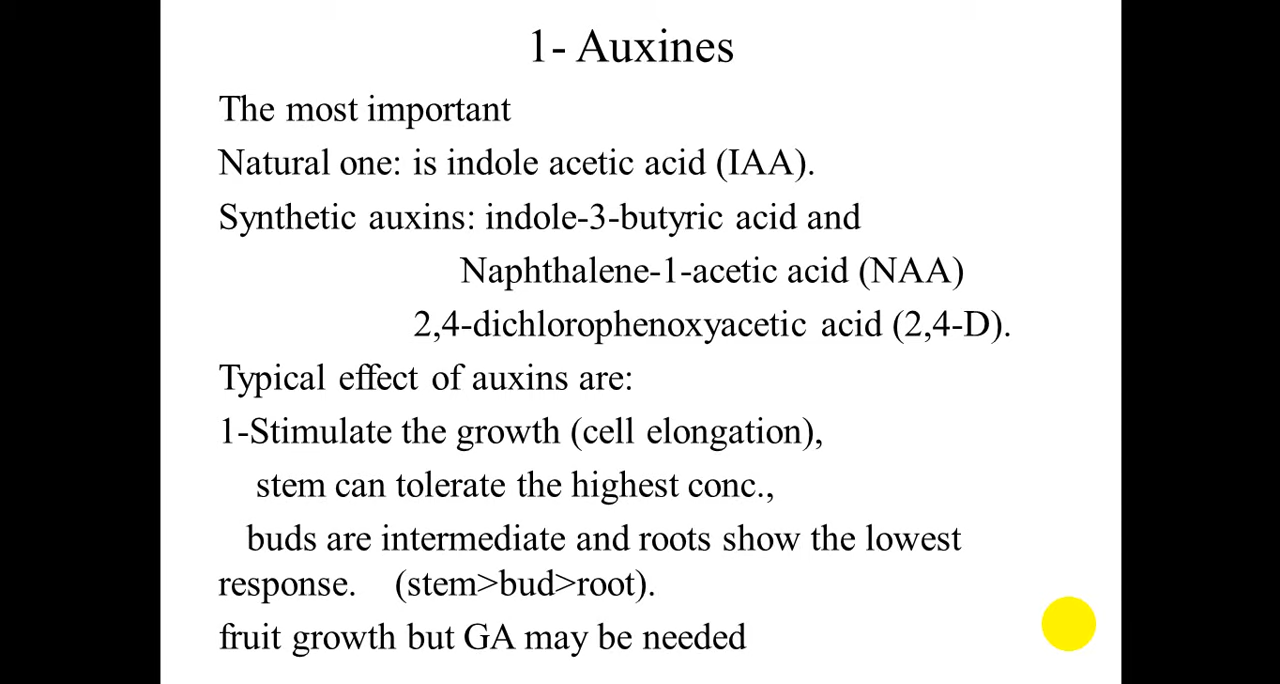 1- Auxines
The most important
Natural one: is indole acetic acid (IAA).
Synthetic auxins: indole-3-butyric acid and
Naphthalene-1-acetic acid (NAA)
2,4-dichlorophenoxyacetic acid (2,4-D).
Typical effect of auxins are:
1-Stimulate the growth (cell elongation),
stem can tolerate the highest conc.,
buds are intermediate and roots show the lowest
response. (stem>bud>root).
fruit growth but GA may be needed